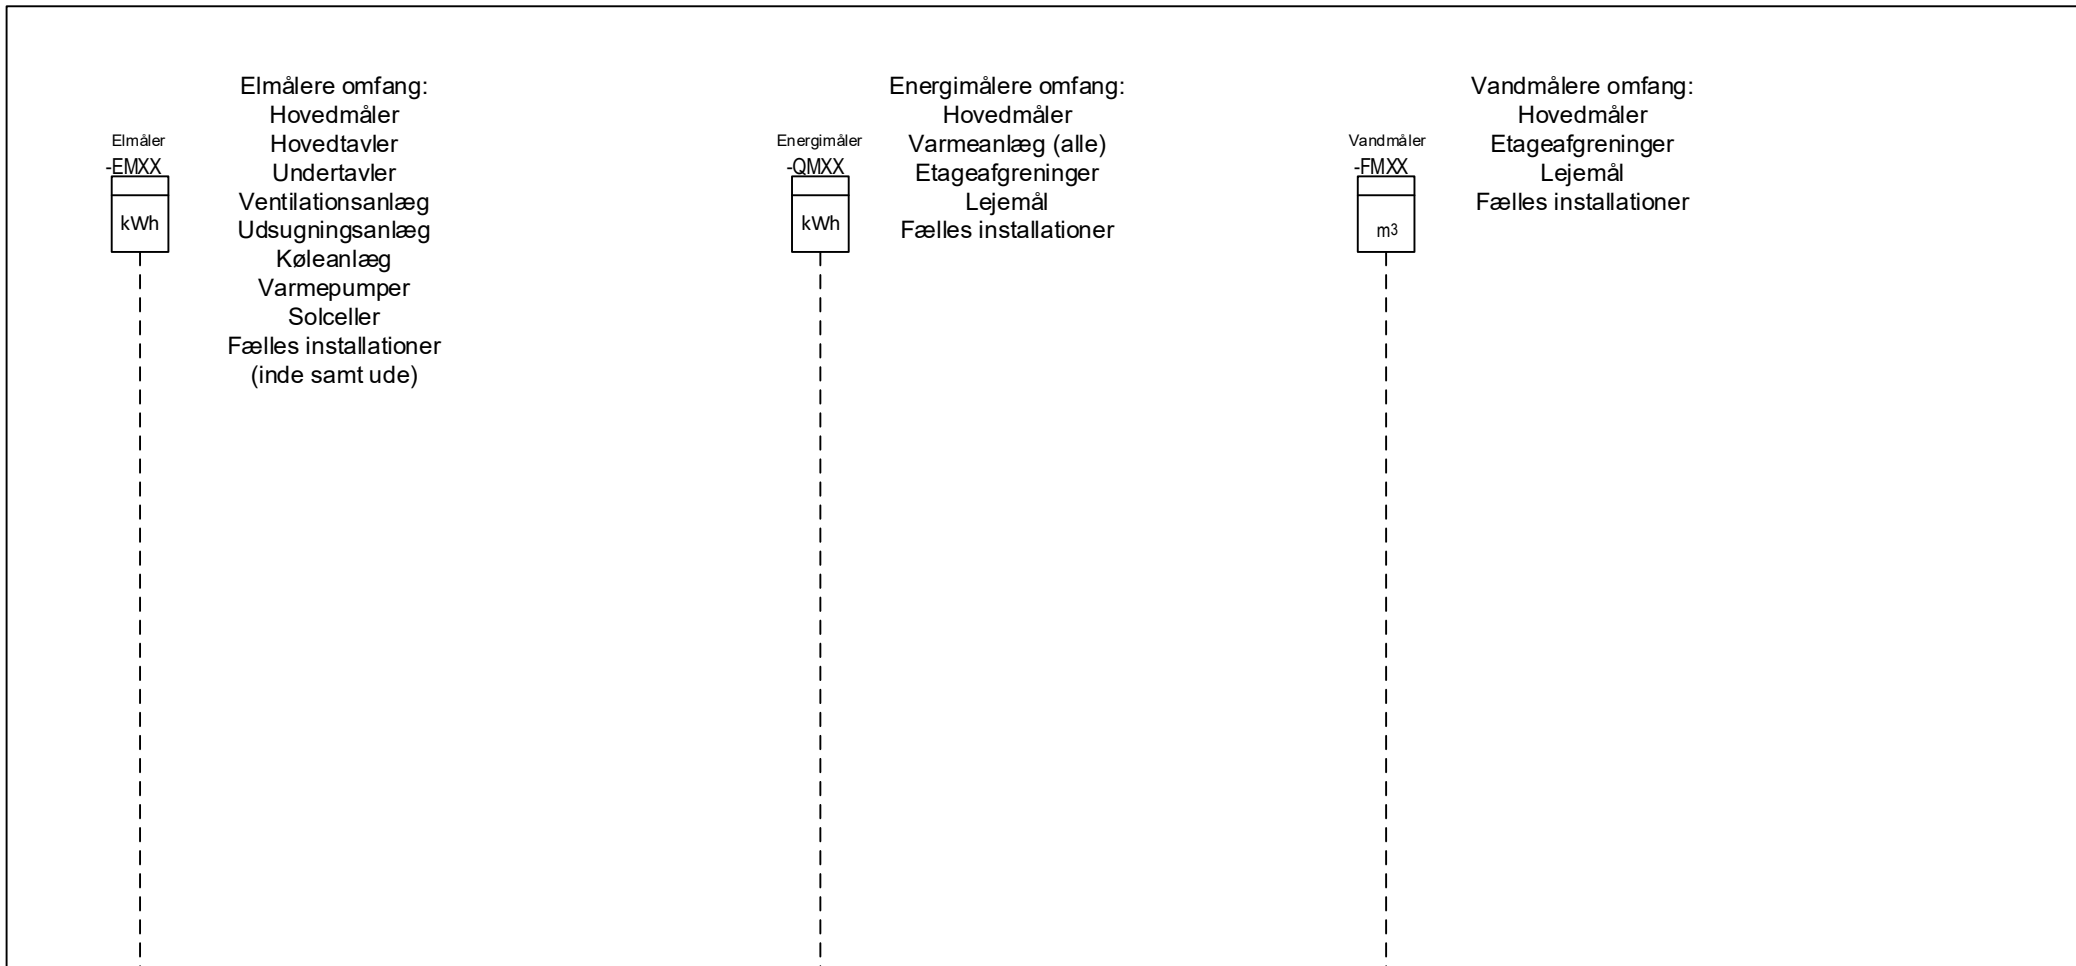 Elmålere omfang:
Hovedmåler
Hovedtavler
Undertavler
Ventilationsanlæg
Udsugningsanlæg
Køleanlæg
Varmepumper
Solceller
Fælles installationer
(inde samt ude)
Elmåler
-EMXX
kWh
Energimålere omfang:
Hovedmåler
Varmeanlæg (alle)
Etageafgreninger
Lejemål
Fælles installationer
Energimåler
-QMXX
kWh
Vandmålere omfang:
Hovedmåler
Etageafgreninger
Lejemål
Fælles installationer
Vandmåler
-FMXX
m3